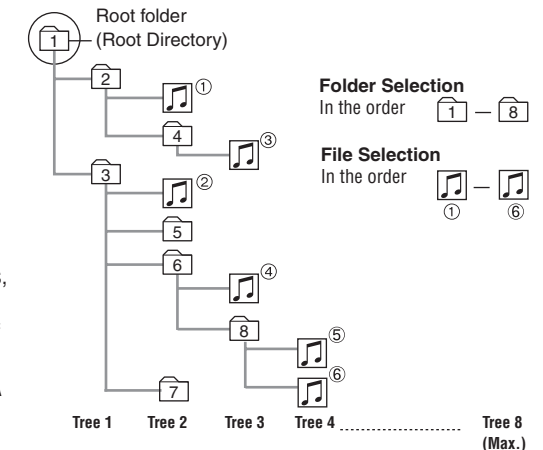 Root folder
(Root Directory)
1
2
①
4
③
3
②
5
6
④
8
⑤
⑥
7
Folder Selection
In the order 1 — 8
File Selection
In the order —
① ⑥
Tree 1 Tree 2 Tree 3 Tree 4 ........................ Tree 8
(Max.)